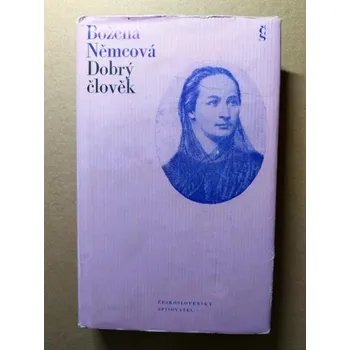 Božena
Němcová
Dobrý
člověk
ČESKOSLOVENSKÝ
SPISOVATEL